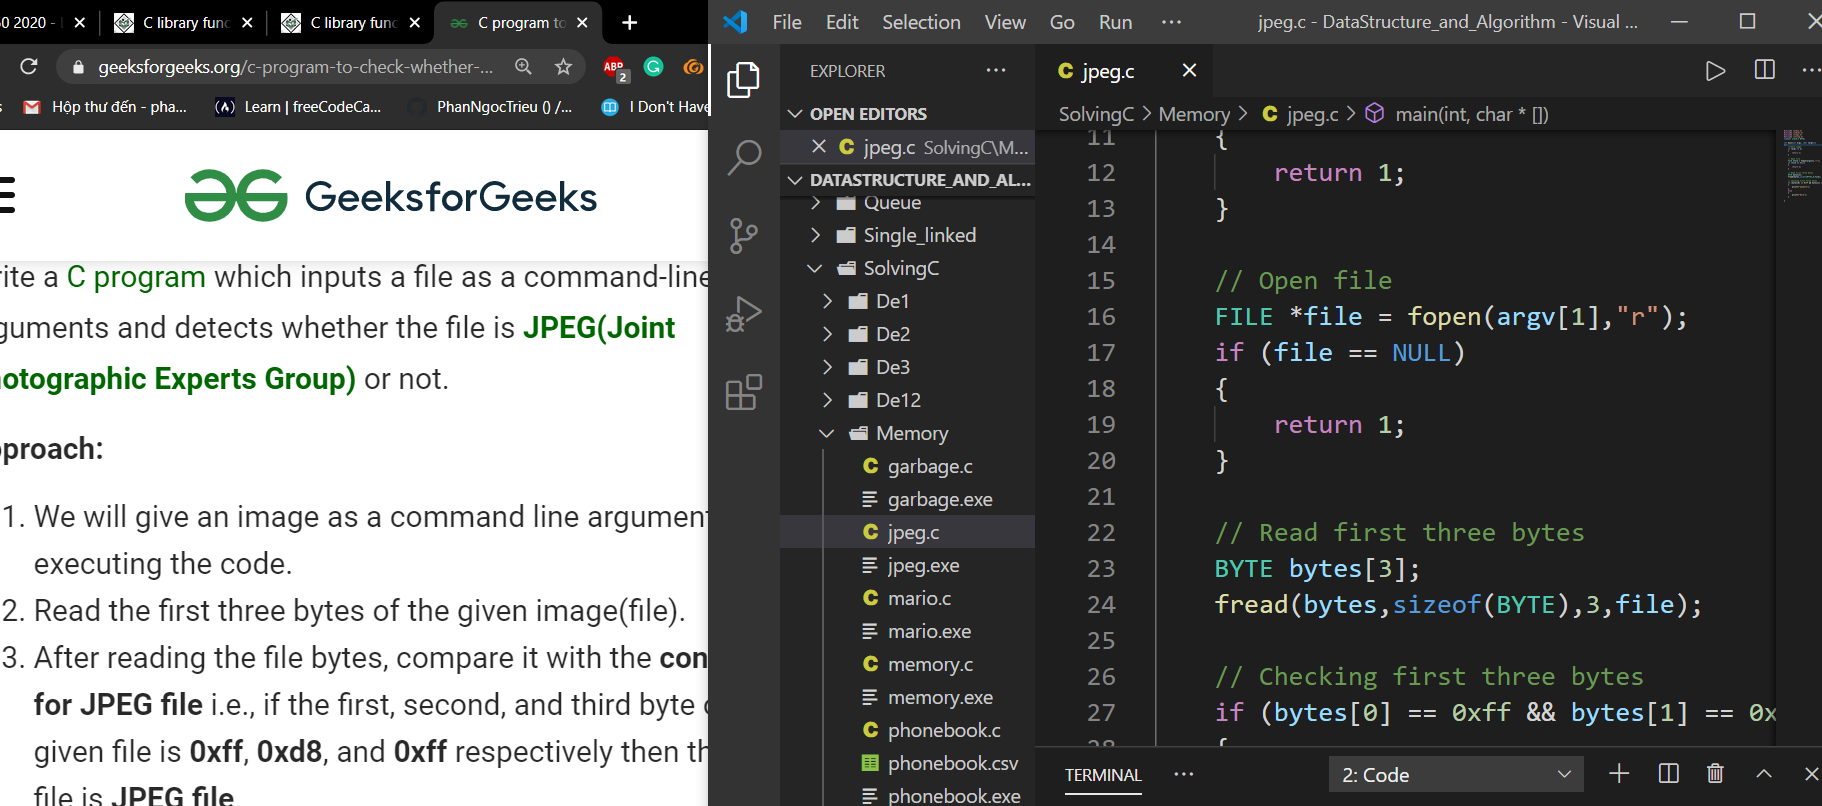 0 2020 -
C library func
C library func
C program to
geeksforgeeks.org/c-program-to-check-whether-...
ABP
2
Hộp thư đến - pha...
Learn | freeCodeCa...
PhanNgocTrieu () /...
I Don't Have
GeeksforGeeks
ite a C program which inputs a file as a command-line
guments and detects whether the file is JPEG(Joint
otographic Experts Group) or not.
proach:
1. We will give an image as a command line argument
executing the code.
2. Read the first three bytes of the given image(file).
3. After reading the file bytes, compare it with the con
for JPEG file i.e., if the first, second, and third byte o
given file is 0xff, 0xd8, and 0xff respectively then th
file is JPEG file
File Edit Selection View Go Run ···
jpeg.c - DataStructure_and_Algorithm - Visual ...
EXPLORER ···
OPEN EDITORS
jpeg.c SolvingC\M...
DATASTRUCTURE_AND_AL...
Queue
Single_linked
SolvingC
De1
De2
De3
De12
Memory
C garbage.c
garbage.exe
C jpeg.c
jpeg.exe
C mario.c
mario.exe
C memory.c
memory.exe
C phonebook.c
phonebook.csv
phonebook.exe
C jpeg.c
SolvingC > Memory > C jpeg.c > main(int, char * [])
11 {
12 return 1;
13 }
14
15 // Open file
16 FILE *file = fopen(argv[1],"r");
17 if (file == NULL)
18 {
19 return 1;
20 }
21
22 // Read first three bytes
23 BYTE bytes[3];
24 fread(bytes,sizeof(BYTE),3,file);
25
26 // Checking first three bytes
27 if (bytes[0] == 0xff && bytes[1] == 0x
28 {
TERMINAL ···
2: Code